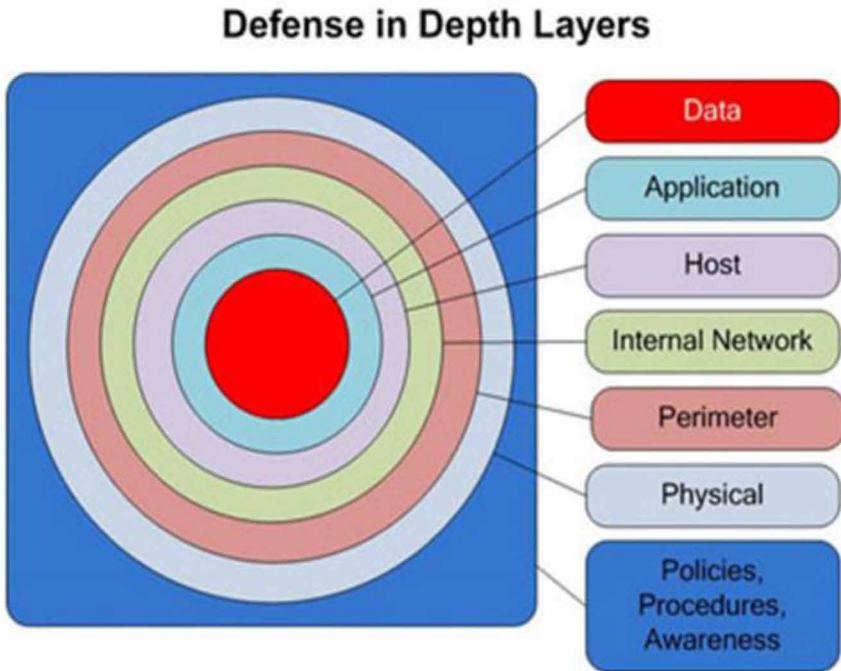 Defense in Depth Layers
Data
Application
Host
Internal Network
Perimeter
Physical
Policies,
Procedures,
Awareness